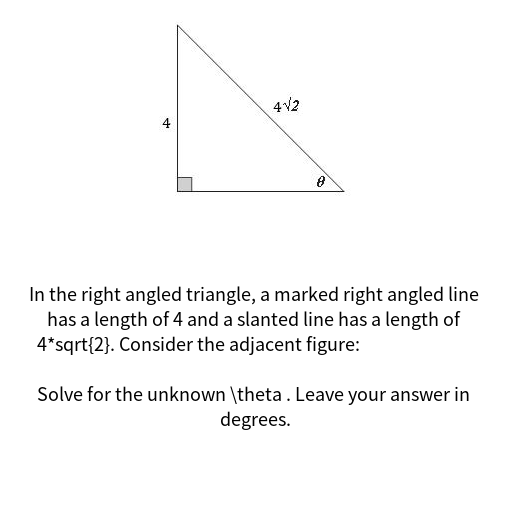 4√2
4
θ
In the right angled triangle, a marked right angled line
has a length of 4 and a slanted line has a length of
4*sqrt{2}. Consider the adjacent figure:
Solve for the unknown \theta . Leave your answer in
degrees.